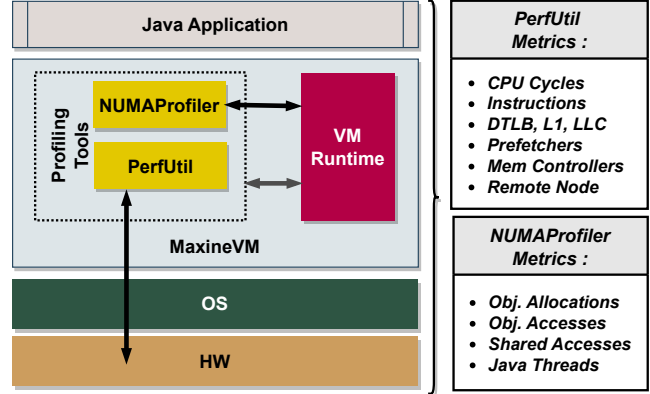 Java Application
NUMAProfiler
Profiling
Tools
PerfUtil
VM
Runtime
MaxineVM
OS
HW
PerfUtil
Metrics :
• CPU Cycles
• Instructions
• DTLB, L1, LLC
• Prefetchers
• Mem Controllers
• Remote Node
NUMAProfiler
Metrics :
• Obj. Allocations
• Obj. Accesses
• Shared Accesses
• Java Threads